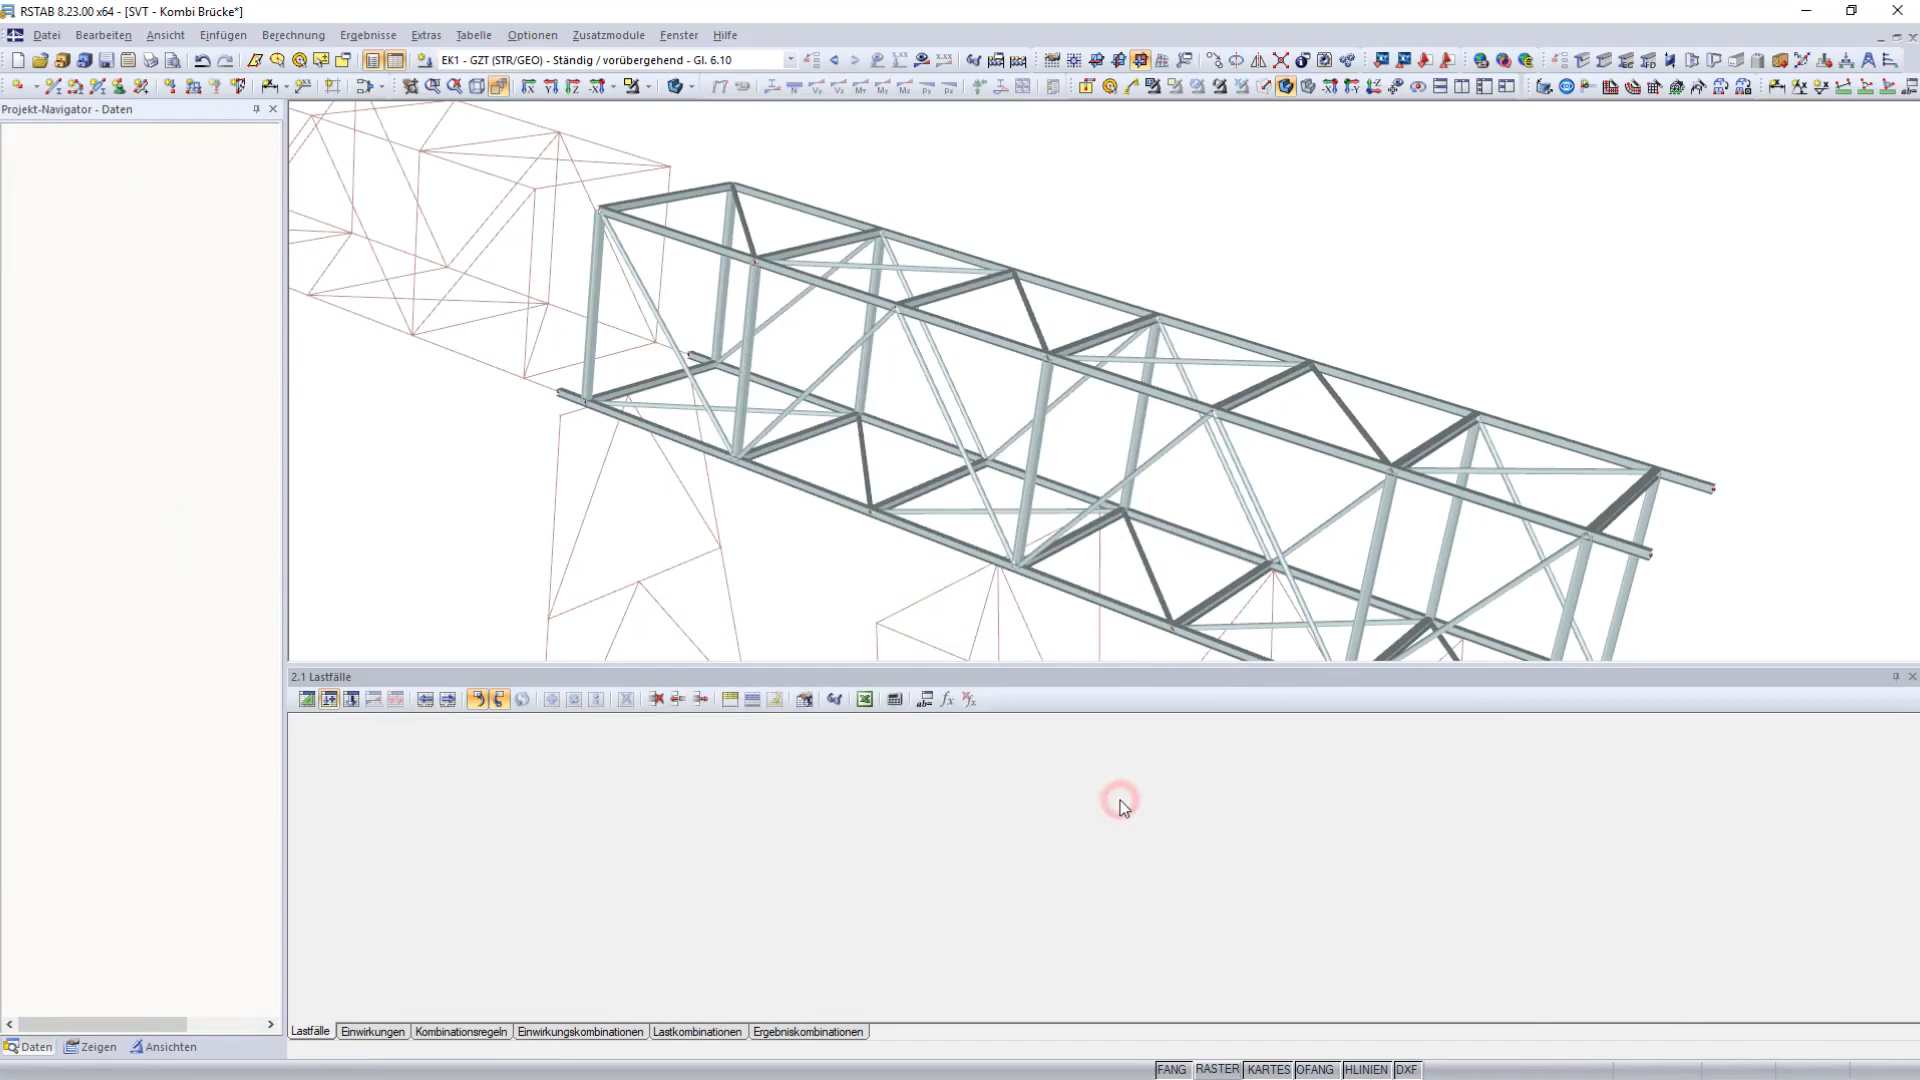 RSTAB 8.23.00 x64 - [SVT - Kombi Brücke*]
Datei Bearbeiten Ansicht Einfügen Berechnung Ergebnisse Extras Tabelle Optionen Zusatzmodule Fenster Hilfe
EK1 - GZT (STR/GEO) - Ständig / vorübergehend - Gl. 6.10
Projekt-Navigator - Daten
2.1 Lastfälle
Lastfälle Einwirkungen Kombinationsregeln Einwirkungskombinationen Lastkombinationen Ergebniskombinationen
Daten Zeigen Ansichten
FANG RASTER KARTES OFANG HLINIEN DXF